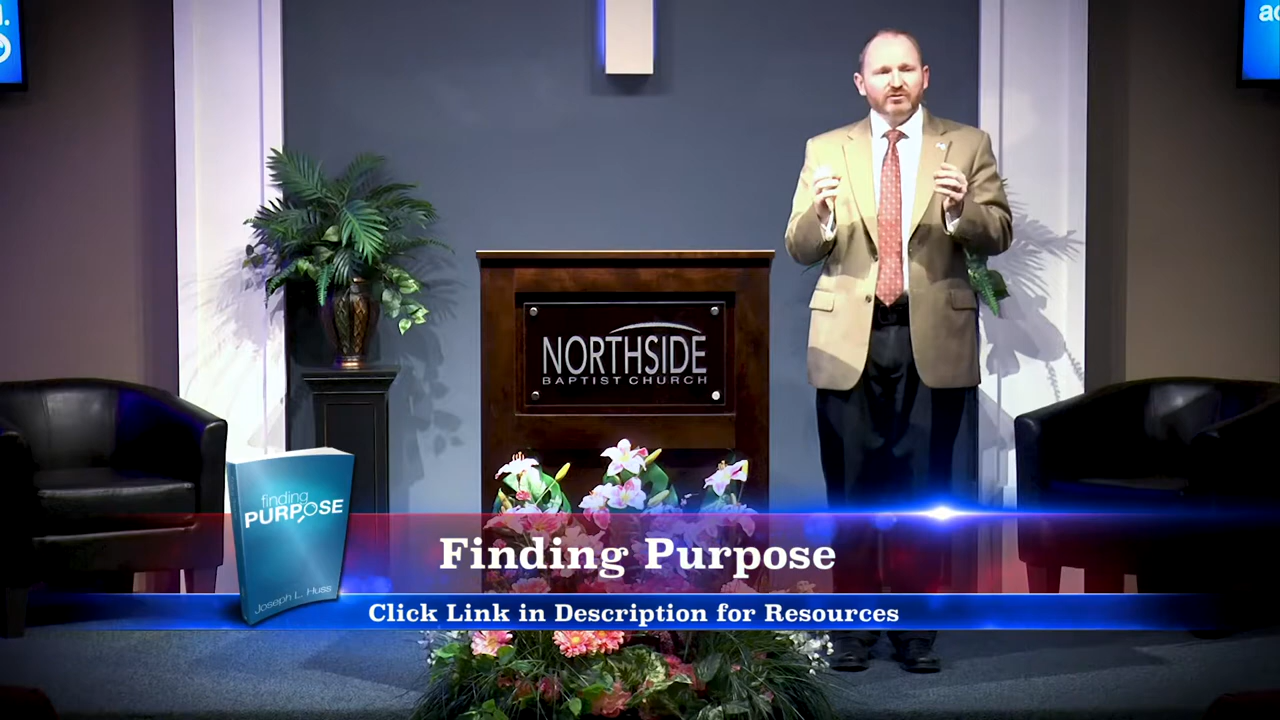 NORTHSIDE
BAPTIST CHURCH
finding
PURPOSE
Joseph L. Huss
Finding Purpose
Click Link in Description for Resources